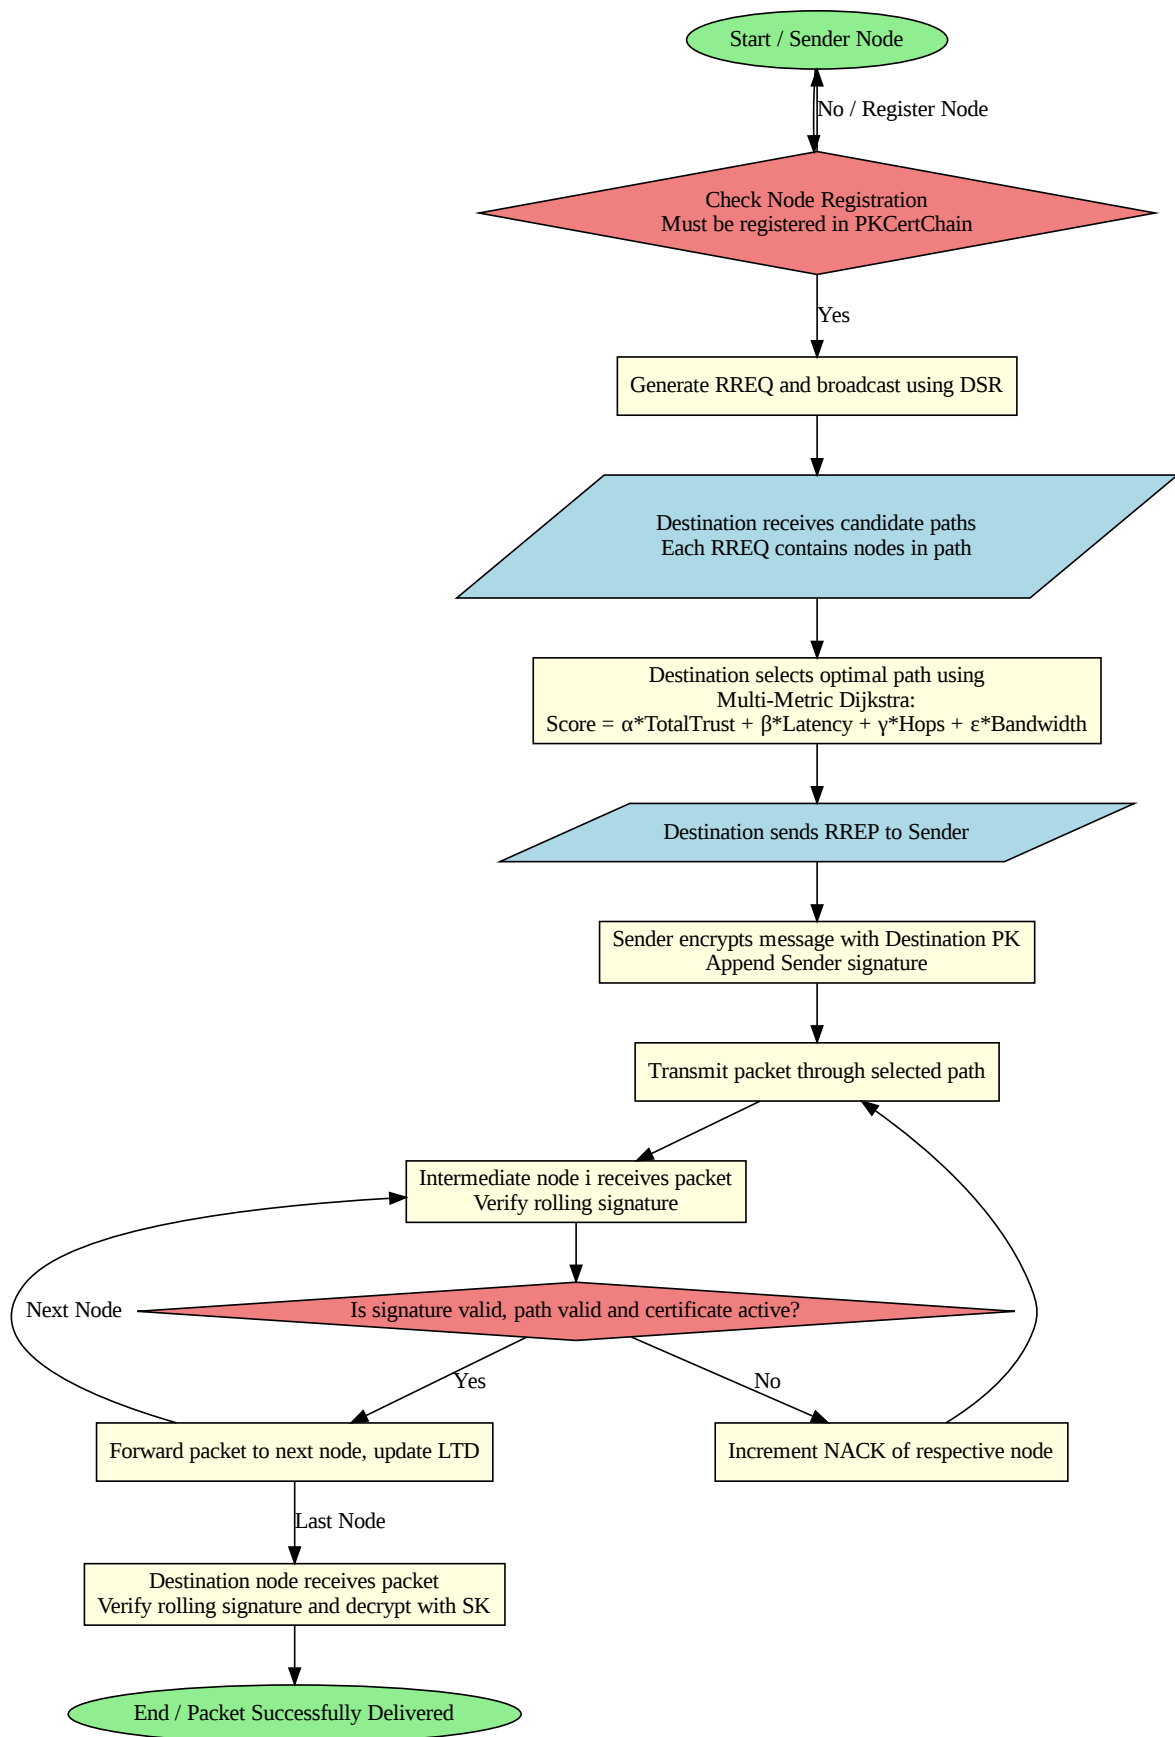 Start / Sender Node
No / Register Node
Check Node Registration
Must be registered in PKCertChain
Yes
Generate RREQ and broadcast using DSR
Destination receives candidate paths
Each RREQ contains nodes in path
Destination selects optimal path using
Multi-Metric Dijkstra:
Score = α*TotalTrust + β*Latency + γ*Hops + ε*Bandwidth
Destination sends RREP to Sender
Sender encrypts message with Destination PK
Append Sender signature
Transmit packet through selected path
Intermediate node i receives packet
Verify rolling signature
Next Node
Is signature valid, path valid and certificate active?
Yes
No
Forward packet to next node, update LTD
Increment NACK of respective node
Last Node
Destination node receives packet
Verify rolling signature and decrypt with SK
End / Packet Successfully Delivered